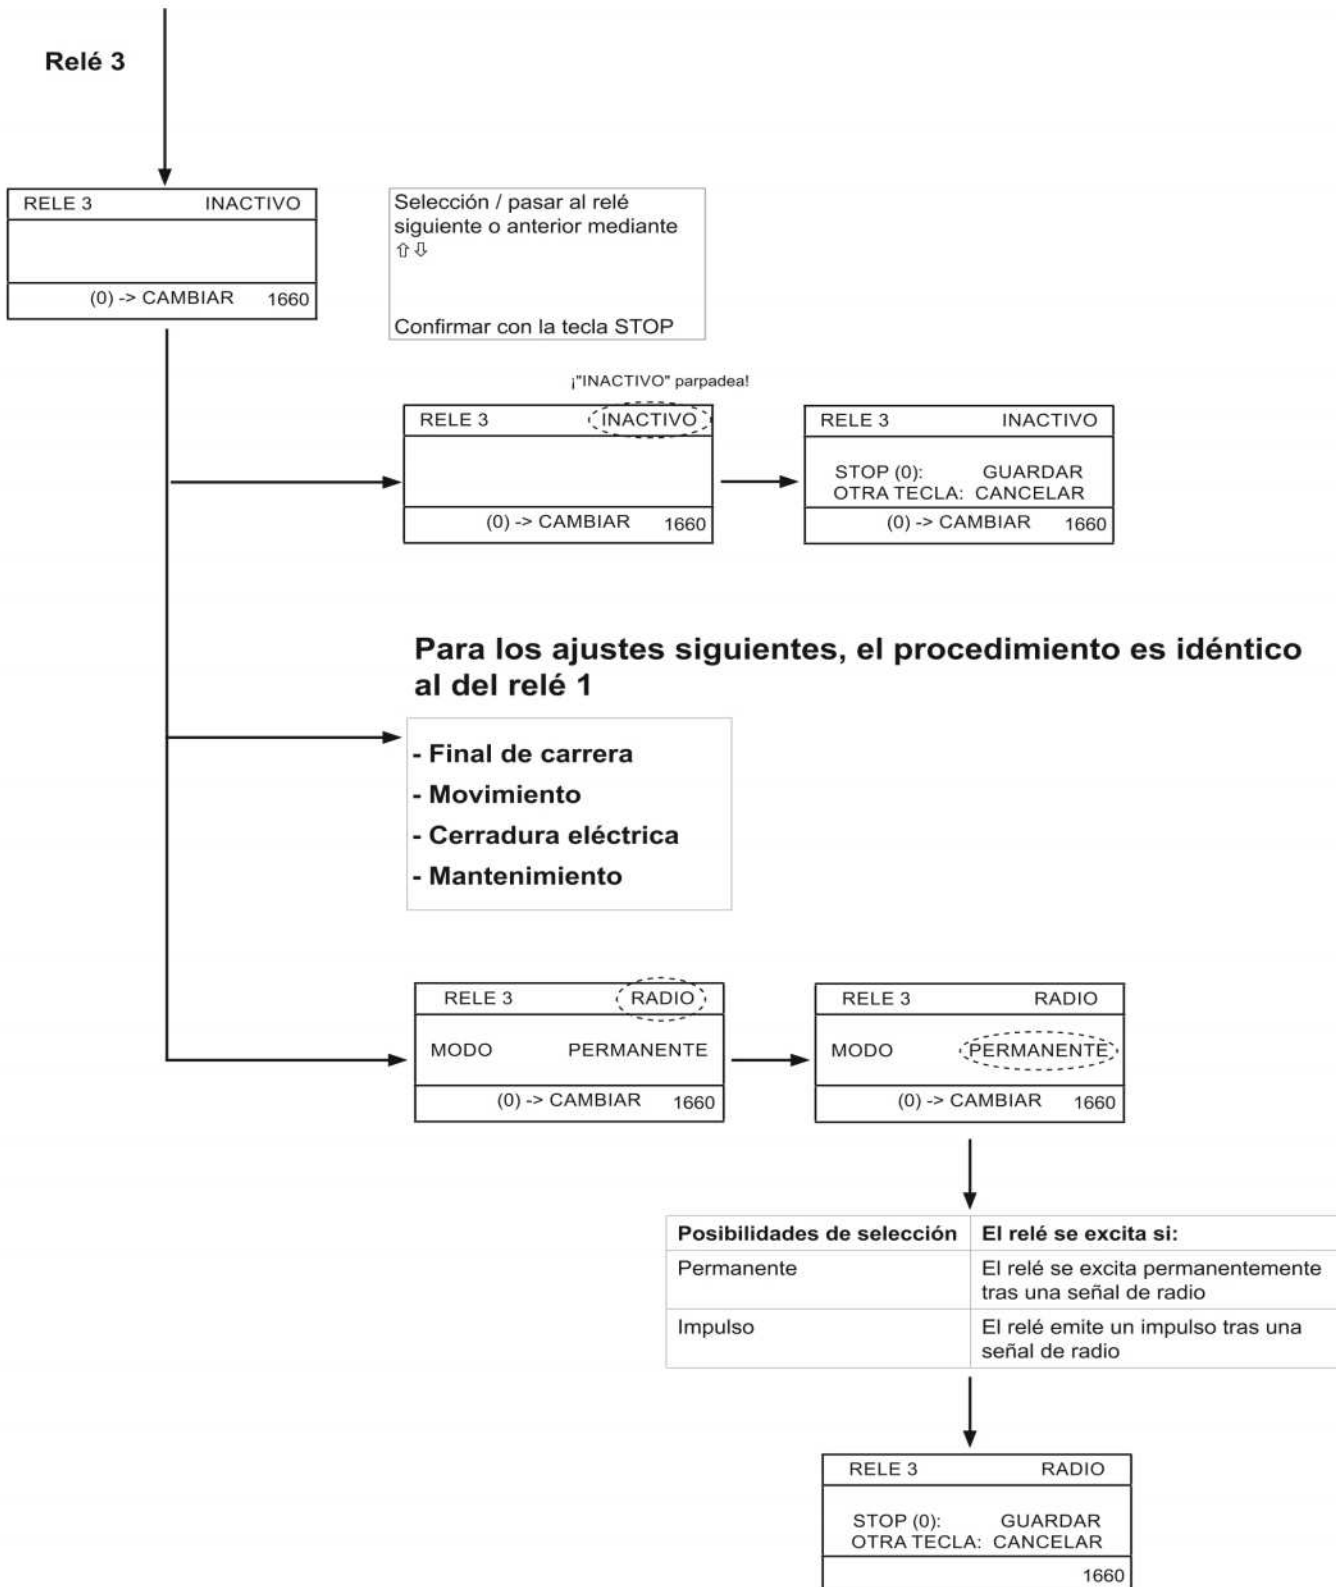 Relé 3
RELE 3 INACTIVO
(0) -> CAMBIAR 1660
Selección / pasar al relé
siguiente o anterior mediante
⇧⇩
Confirmar con la tecla STOP
¡"INACTIVO" parpadea!
RELE 3 INACTIVO
(0) -> CAMBIAR 1660
RELE 3 INACTIVO
STOP (0): GUARDAR
OTRA TECLA: CANCELAR
(0) -> CAMBIAR 1660
Para los ajustes siguientes, el procedimiento es idéntico
al del relé 1
- Final de carrera
- Movimiento
- Cerradura eléctrica
- Mantenimiento
RELE 3 RADIO
MODO PERMANENTE
(0) -> CAMBIAR 1660
RELE 3 RADIO
MODO PERMANENTE
(0) -> CAMBIAR 1660
Posibilidades de selección El relé se excita si:
Permanente El relé se excita permanentemente
tras una señal de radio
Impulso El relé emite un impulso tras una
señal de radio
RELE 3 RADIO
STOP (0): GUARDAR
OTRA TECLA: CANCELAR
1660